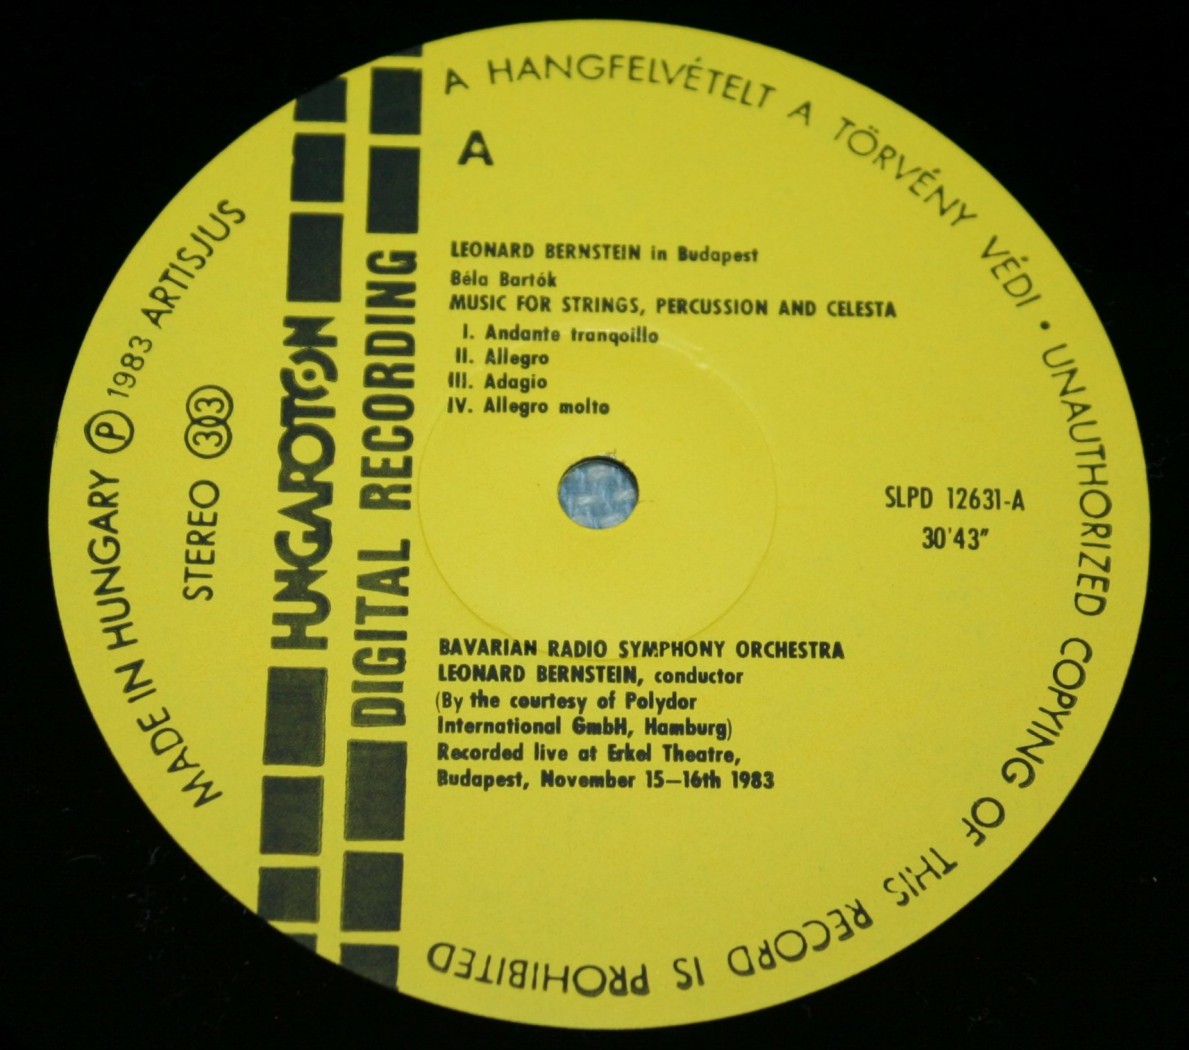 A HANGFELVÉTELT A TÖRVÉNY VÉDI • UNAUTHORIZED COPYING OF THIS RECORD IS PROHIBITED
MADE IN HUNGARY Ⓟ 1983 ARTISJUS
STEREO 33
HUNGAROTON
DIGITAL RECORDING
A
LEONARD BERNSTEIN in Budapest
Béla Bartók
MUSIC FOR STRINGS, PERCUSSION AND CELESTA
I. Andante tranqoillo
II. Allegro
III. Adagio
IV. Allegro molto
SLPD 12631-A
30'43"
BAVARIAN RADIO SYMPHONY ORCHESTRA
LEONARD BERNSTEIN, conductor
(By the courtesy of Polydor
International GmbH, Hamburg)
Recorded live at Erkel Theatre,
Budapest, November 15—16th 1983